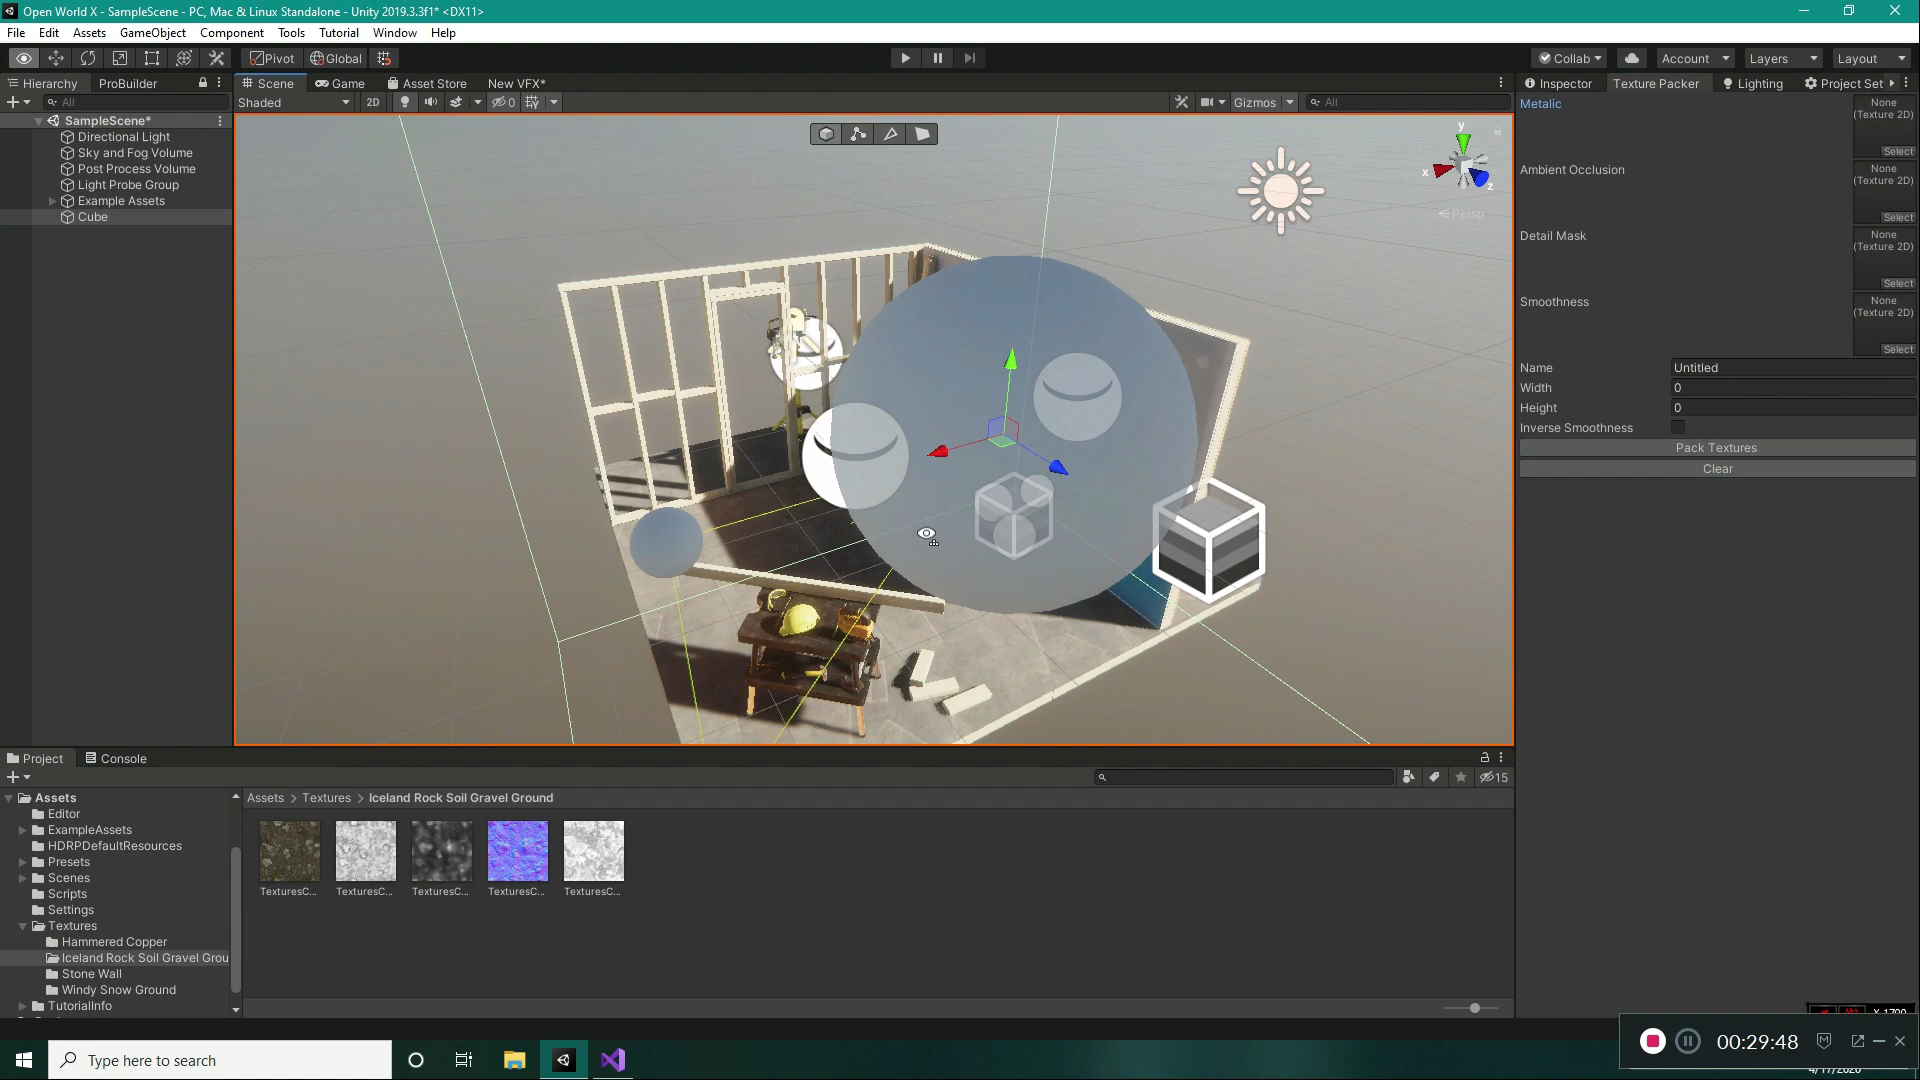 Open World X - SampleScene - PC, Mac & Linux Standalone - Unity 2019.3.3f1* <DX11>
File Edit Assets GameObject Component Tools Tutorial Window Help
Pivot Global Collab Account Layers Layout
Hierarchy ProBuilder
All
SampleScene*
Directional Light
Sky and Fog Volume
Post Process Volume
Light Probe Group
Example Assets
Cube
Scene Game Asset Store New VFX*
Shaded 2D 0 Gizmos All
y
x
z
Persp
Inspector Texture Packer Lighting Project Set
Metalic
None
(Texture 2D)
Select
Ambient Occlusion
None
(Texture 2D)
Select
Detail Mask
None
(Texture 2D)
Select
Smoothness
None
(Texture 2D)
Select
Name Untitled
Width 0
Height 0
Inverse Smoothness
Pack Textures
Clear
Project Console
15
Assets
Editor
ExampleAssets
HDRPDefaultResources
Presets
Scenes
Scripts
Settings
Textures
Hammered Copper
Iceland Rock Soil Gravel Grou
Stone Wall
Windy Snow Ground
TutorialInfo
Assets > Textures > Iceland Rock Soil Gravel Ground
TexturesC... TexturesC... TexturesC... TexturesC... TexturesC...
Type here to search
00:29:48